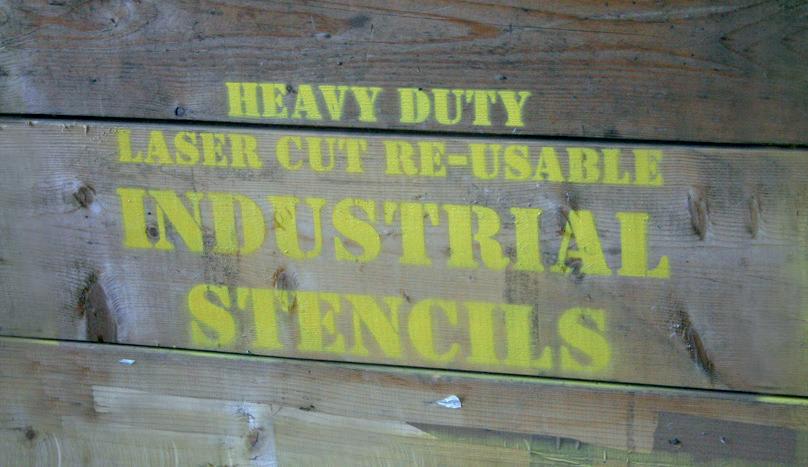 HEAVY DUTY
LASER CUT RE-USABLE
INDUSTRIAL
STENCILS